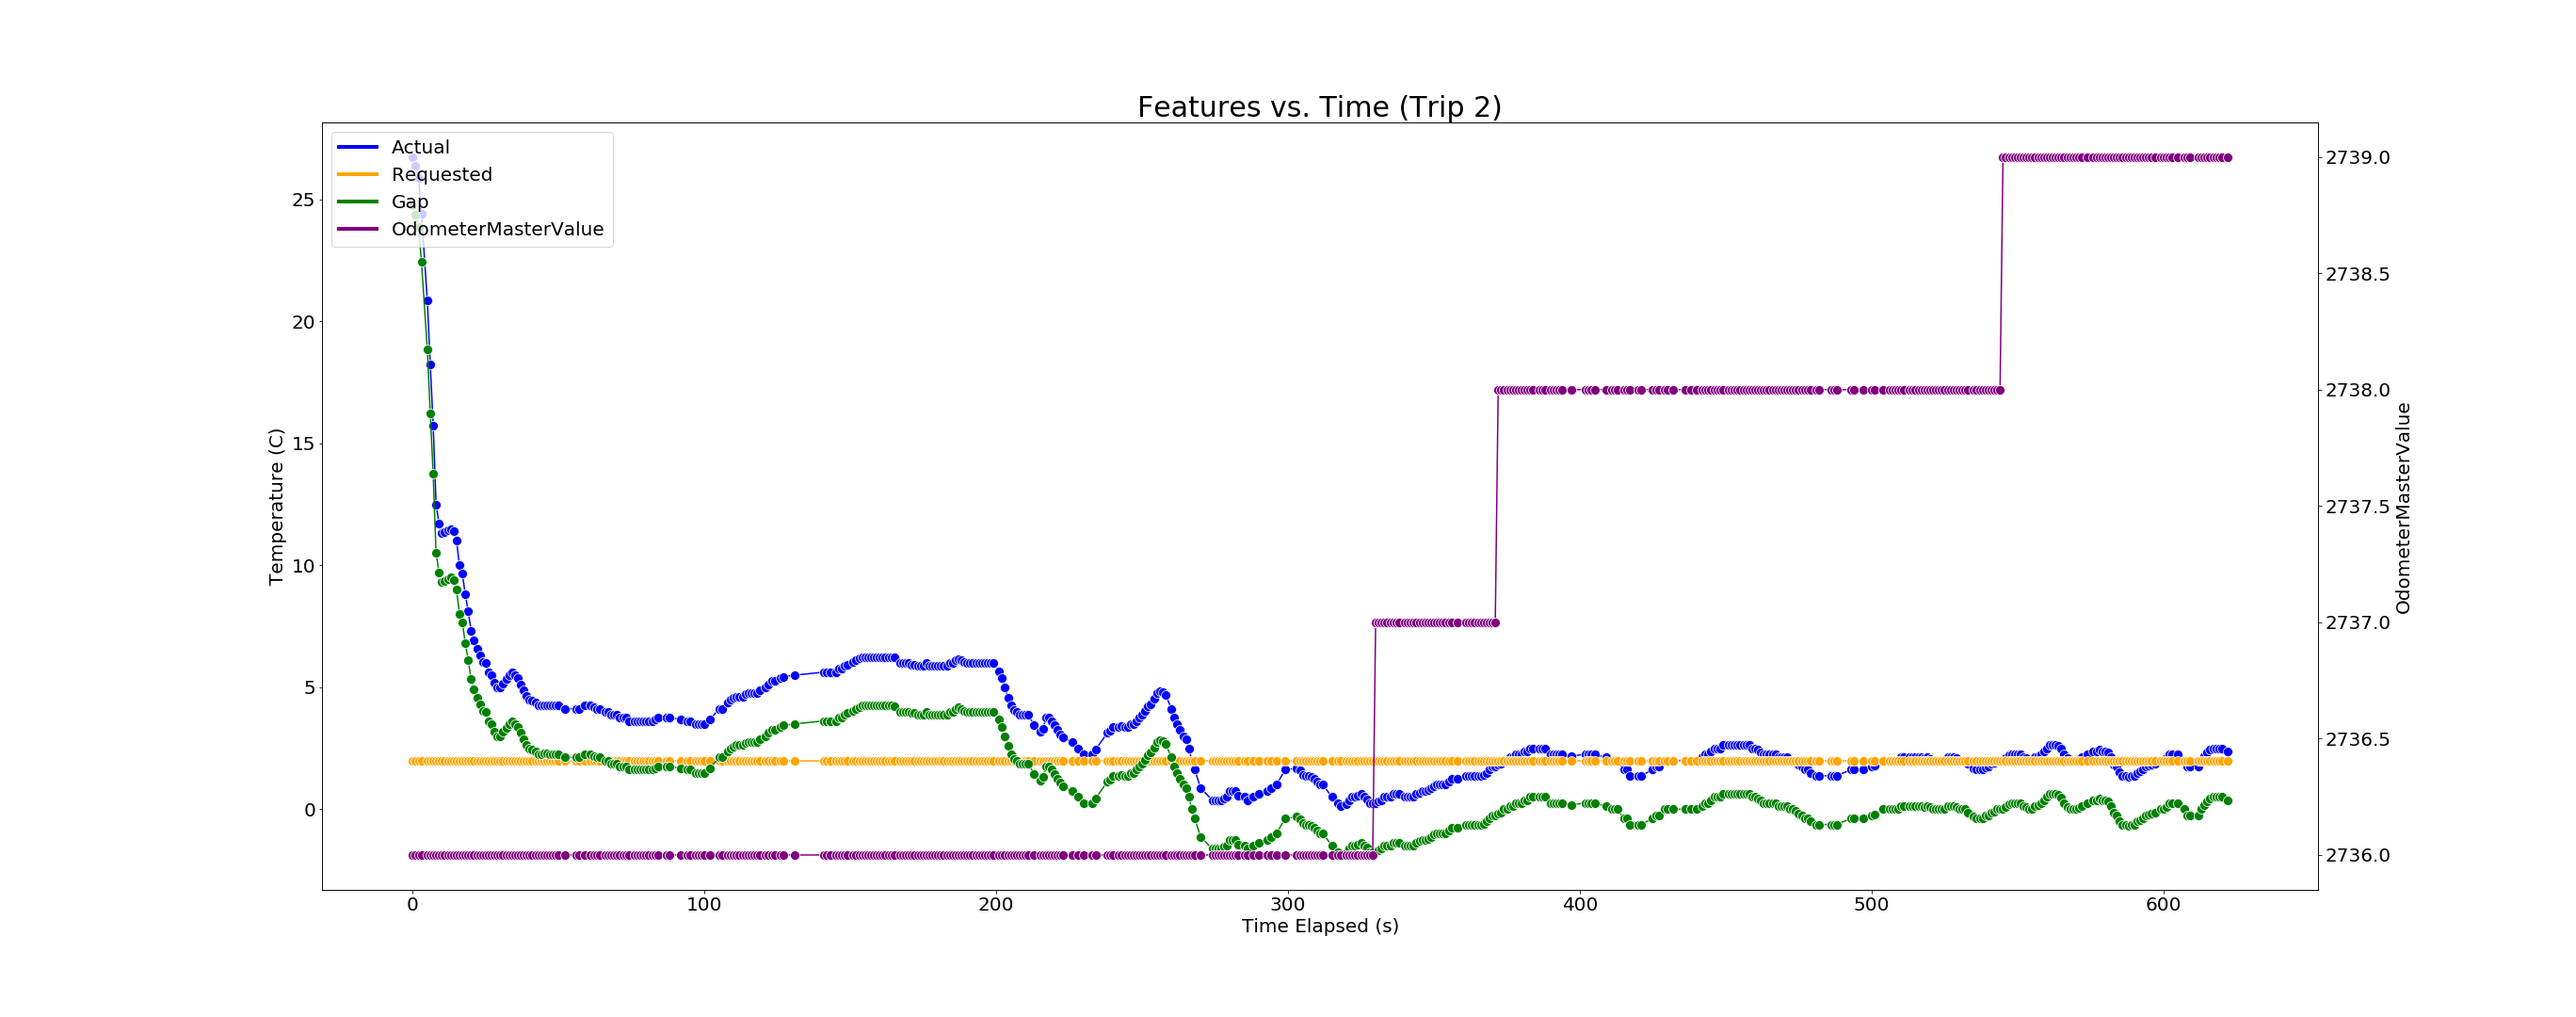 Features vs. Time (Trip 2)
Actual
Requested
Gap
OdometerMasterValue
25
20
15
10
5
0
Temperature (C)
2739.0
2738.5
2738.0
2737.5
2737.0
2736.5
2736.0
OdometerMasterValue
0 100 200 300 400 500 600
Time Elapsed (s)